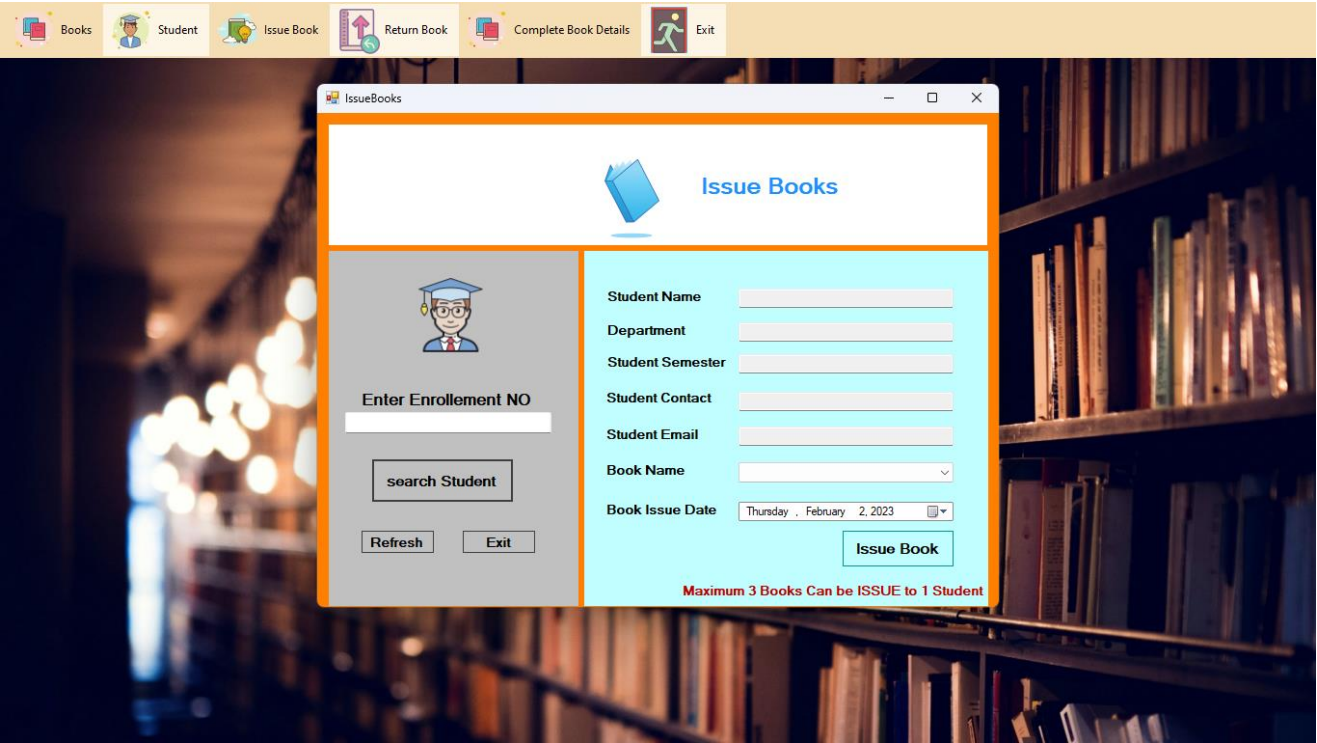 Books Student Issue Book Return Book Complete Book Details Exit
IssueBooks
Issue Books
Enter Enrollement NO
search Student
Refresh Exit
Student Name
Department
Student Semester
Student Contact
Student Email
Book Name
Book Issue Date Thursday , February 2, 2023
Issue Book
Maximum 3 Books Can be ISSUE to 1 Student